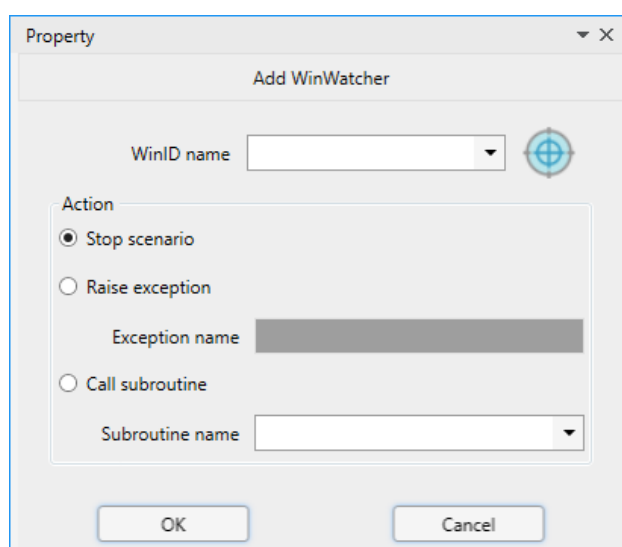 Property
Add WinWatcher
WinID name
Action
Stop scenario
Raise exception
Exception name
Call subroutine
Subroutine name
OK Cancel